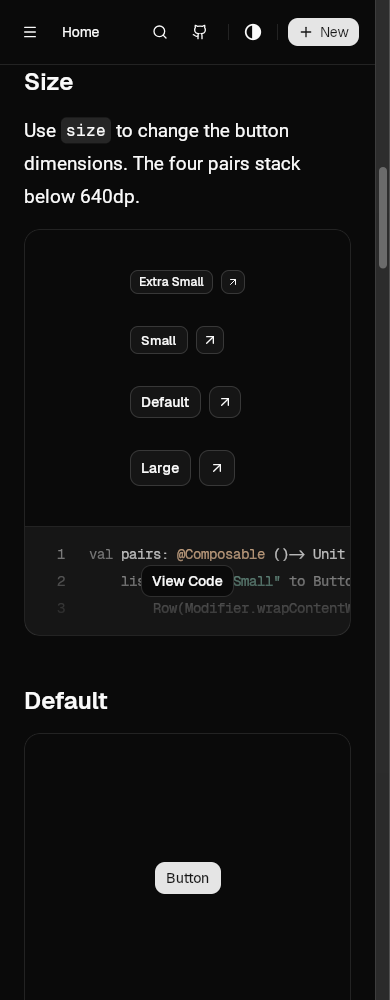 Home
New
Size
Use size to change the button
dimensions. The four pairs stack
below 640dp.
Extra Small
Small
Default
Large
1 val pairs: @Composable () -> Unit
2 lis View Code Small" to Butto
3 Row(Modifier.wrapContentW
Default
Button